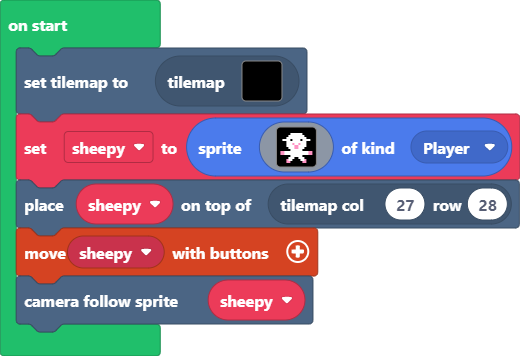 on start
set tilemap to tilemap
set sheepy to sprite of kind Player
place sheepy on top of tilemap col 27 row 28
move sheepy with buttons
camera follow sprite sheepy